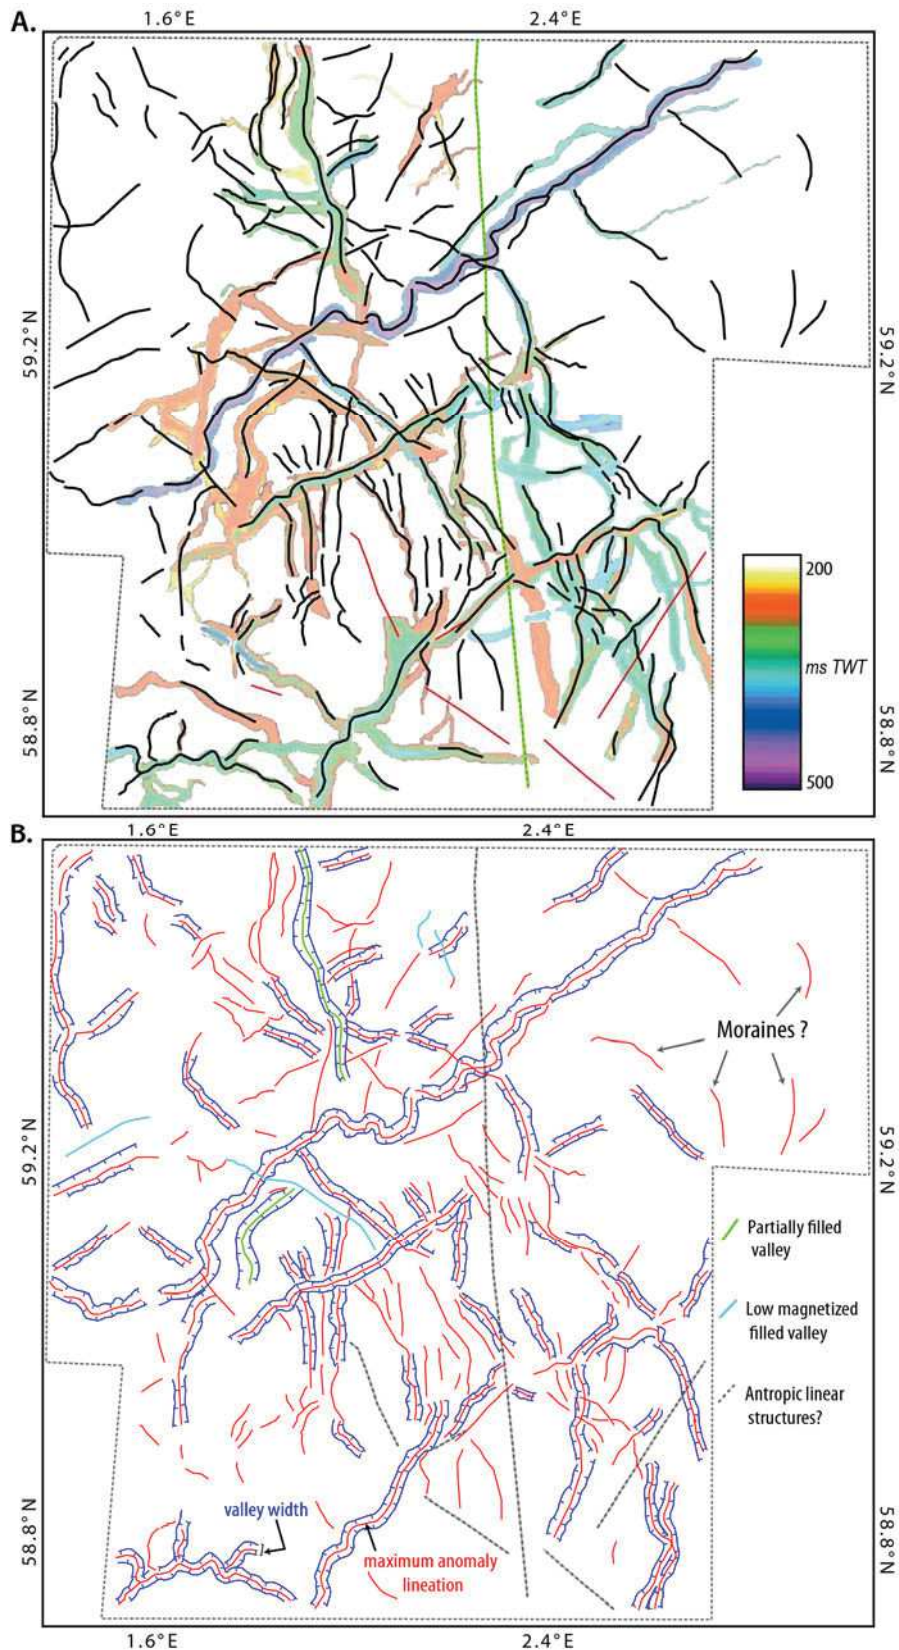 A.
1.6°E
2.4°E
59.2°N
59.2°N
200
ms TWT
500
58.8°N
58.8°N
1.6°E
2.4°E
B.
Moraines ?
59.2°N
59.2°N
Partially filled
valley
Low magnetized
filled valley
Antropic linear
structures?
valley width
58.8°N
58.8°N
maximum anomaly
lineation
1.6°E
2.4°E